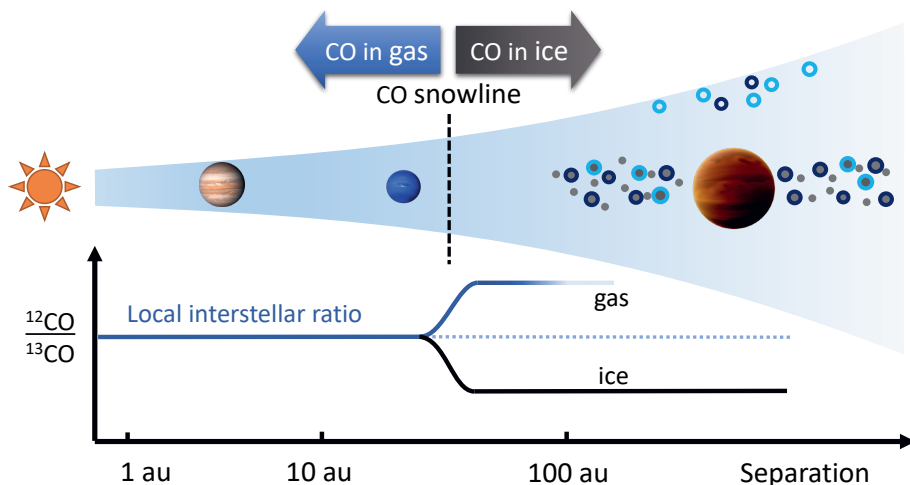 CO in gas
CO in ice
CO snowline
Local interstellar ratio
gas
¹²CO
¹³CO
ice
1 au
10 au
100 au
Separation